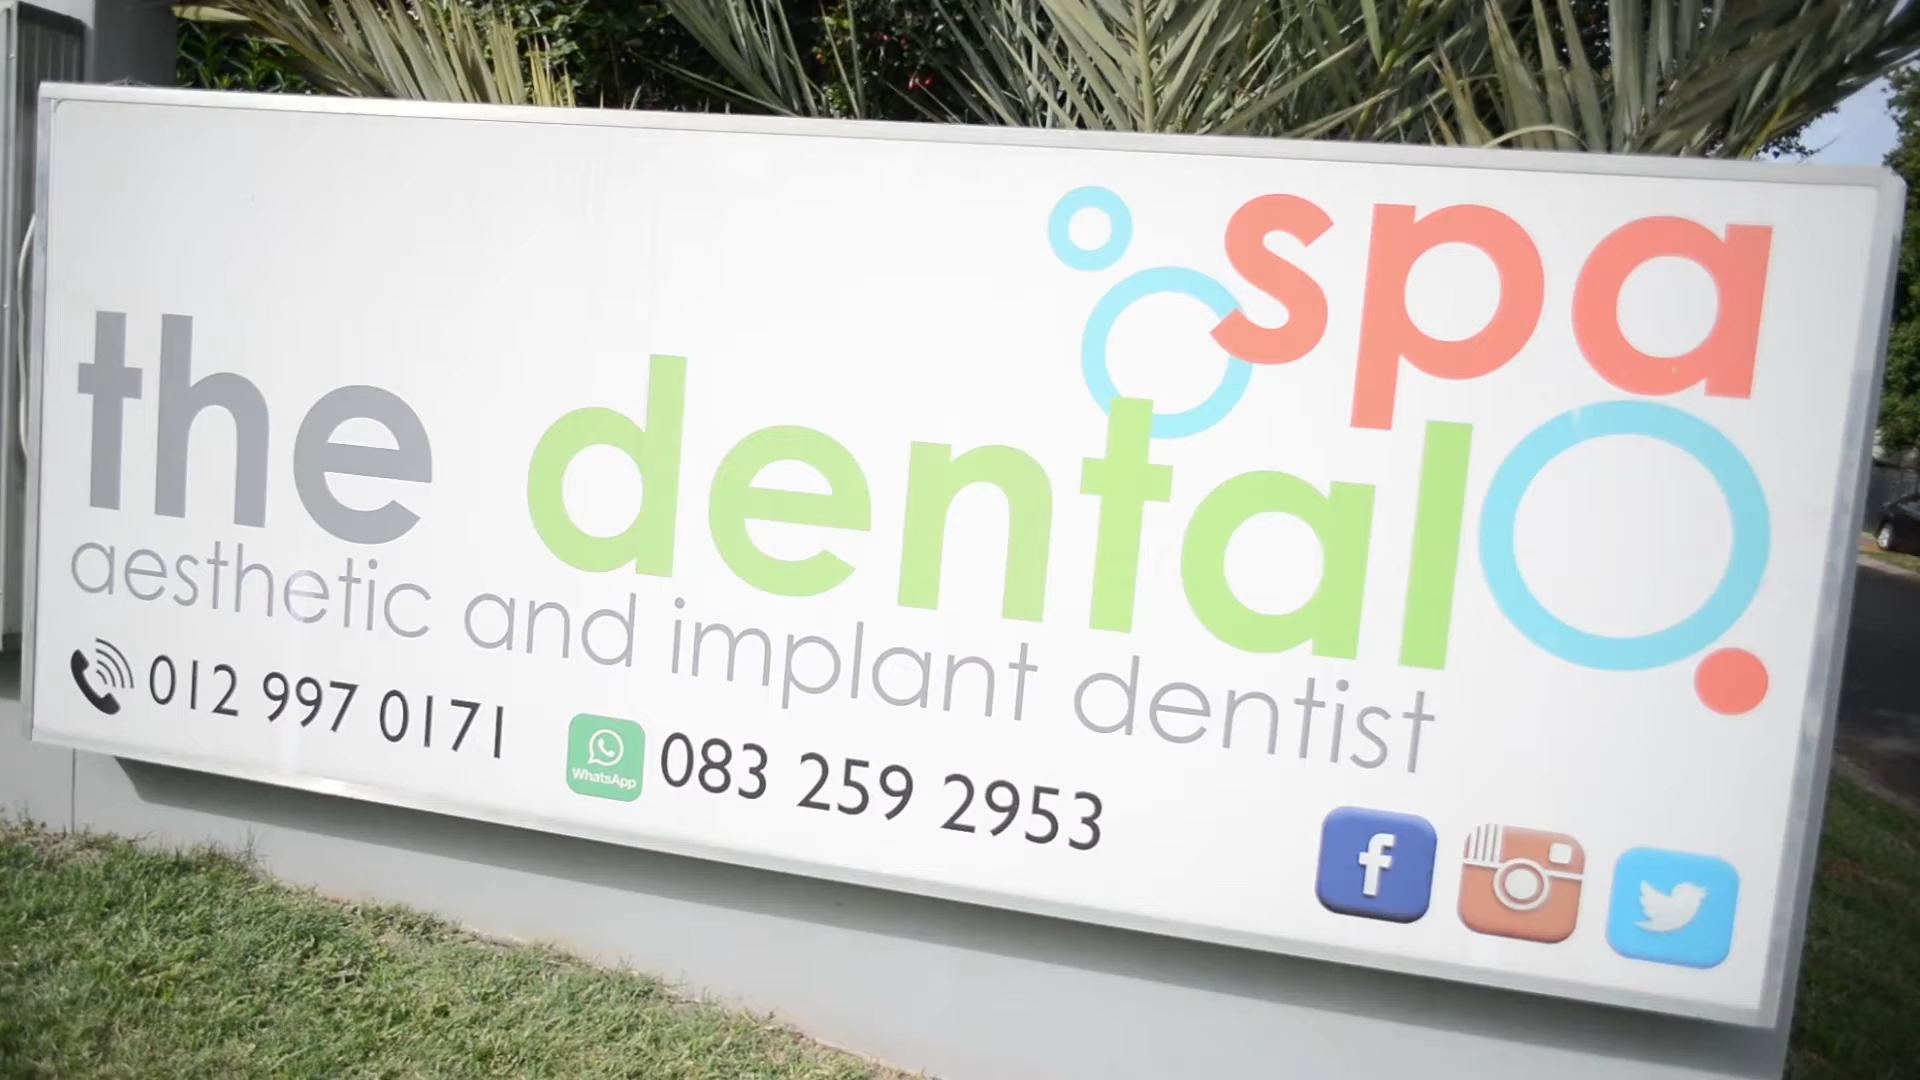 the dental spa
aesthetic and implant dentist
012 997 0171
WhatsApp 083 259 2953
f